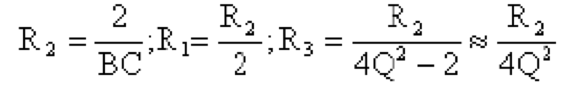 R₂ = 2/BC; R₁ = R₂/2; R₃ = R₂/(4Q² − 2) ≈ R₂/4Q²